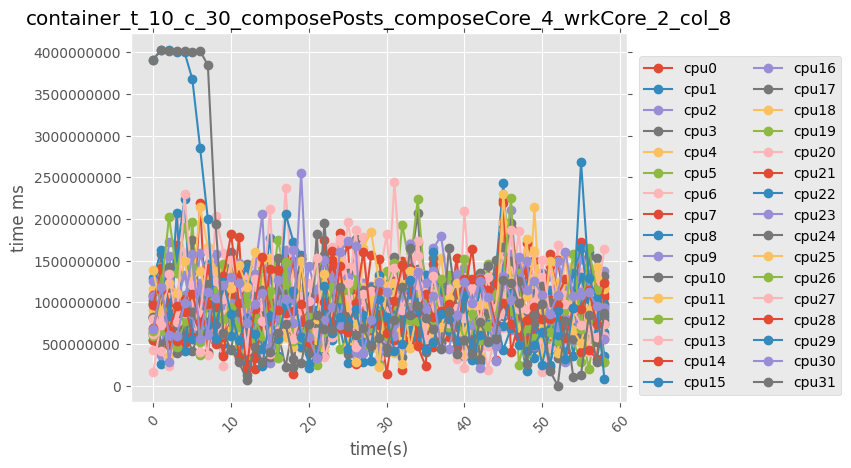 container_t_10_c_30_composePosts_composeCore_4_wrkCore_2_col_8
4000000000
3500000000
3000000000
2500000000
2000000000
1500000000
1000000000
500000000
0
time ms
0 10 20 30 40 50 60
time(s)
cpu0 cpu16
cpu1 cpu17
cpu2 cpu18
cpu3 cpu19
cpu4 cpu20
cpu5 cpu21
cpu6 cpu22
cpu7 cpu23
cpu8 cpu24
cpu9 cpu25
cpu10 cpu26
cpu11 cpu27
cpu12 cpu28
cpu13 cpu29
cpu14 cpu30
cpu15 cpu31